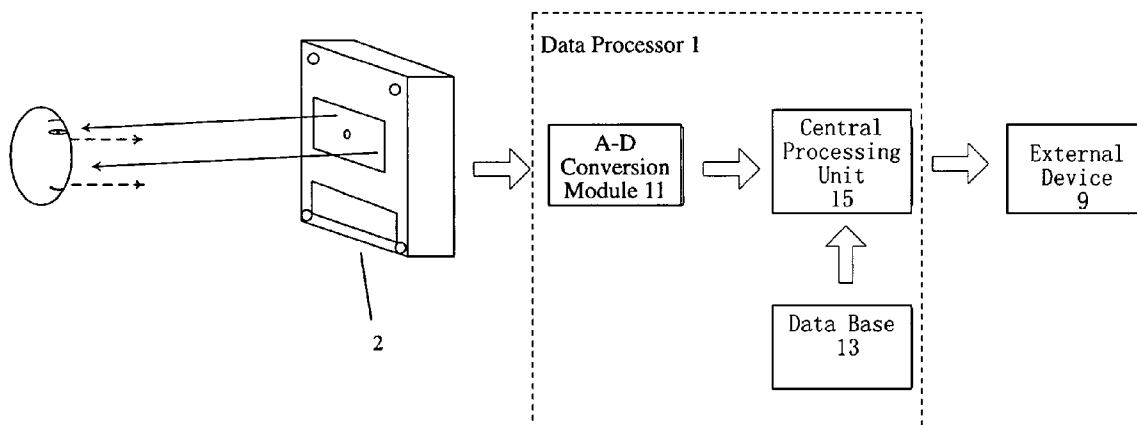 Data Processor 1
A-D
Conversion
Module 11
Central
Processing
Unit
15
External
Device
9
Data Base
13
2